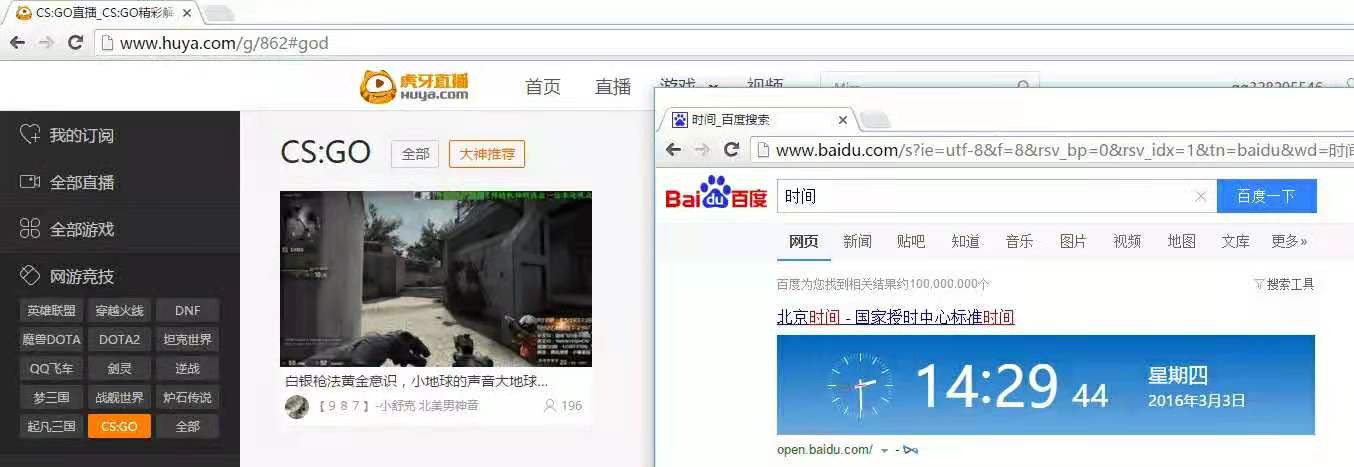 CS:GO直播_CS:GO精彩解
www.huya.com/g/862#god
虎牙直播
HUYA.com
首页 直播 游戏 视频
我的订阅
全部直播
全部游戏
网游竞技
英雄联盟 穿越火线 DNF
魔兽DOTA DOTA2 坦克世界
QQ飞车 剑灵 逆战
梦三国 战舰世界 炉石传说
起凡三国 CS:GO 全部
CS:GO 全部 大神推荐
白银枪法黄金意识，小地球的声音大地球...
【９８７】-小舒克 北美男神音 196
时间_百度搜索
www.baidu.com/s?ie=utf-8&f=8&rsv_bp=0&rsv_idx=1&tn=baidu&wd=时间
Bai du 百度
时间
百度一下
网页 新闻 贴吧 知道 音乐 图片 视频 地图 文库 更多»
百度为您找到相关结果约100,000,000个 搜索工具
北京时间 - 国家授时中心标准时间
14:29 44
星期四
2016年3月3日
open.baidu.com/